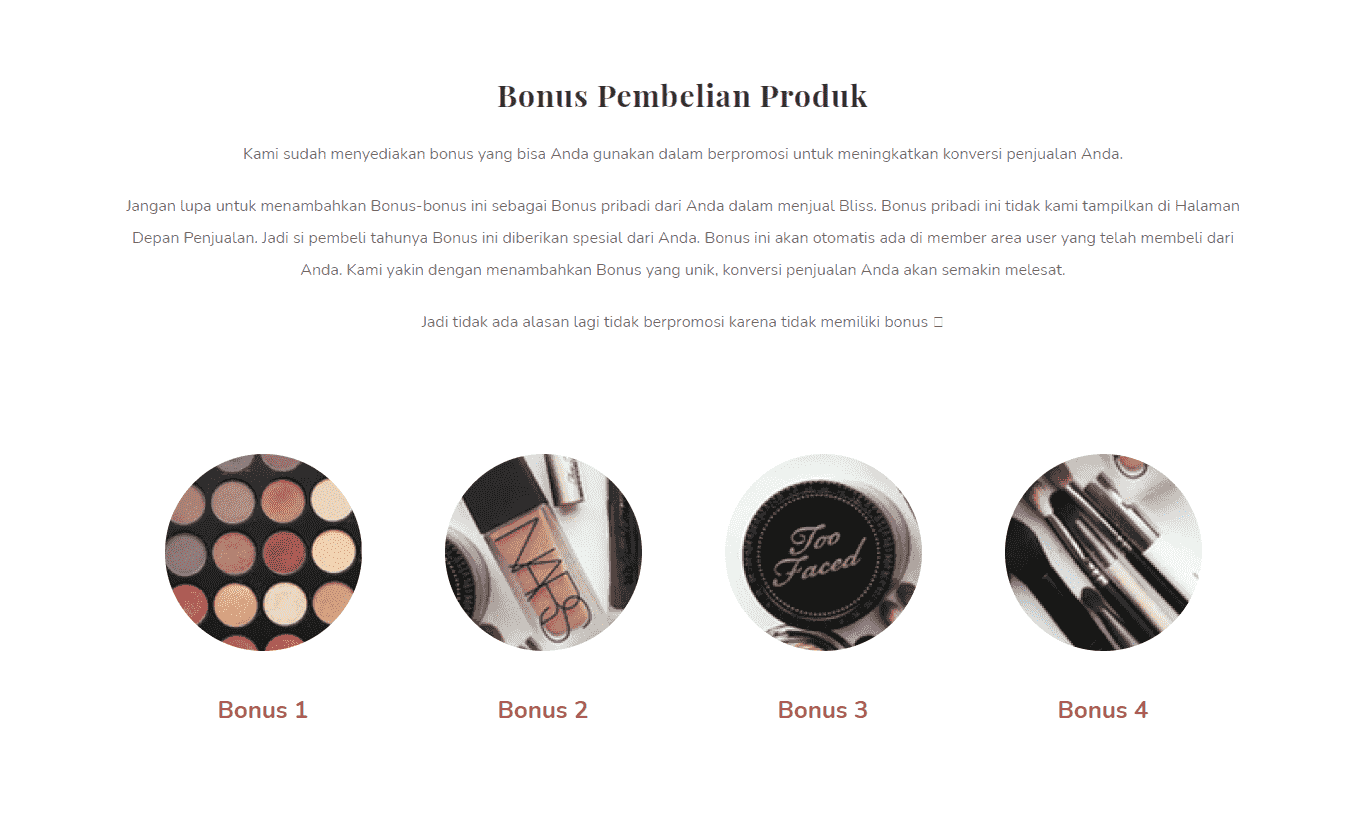 Bonus Pembelian Produk
Kami sudah menyediakan bonus yang bisa Anda gunakan dalam berpromosi untuk meningkatkan konversi penjualan Anda.
Jangan lupa untuk menambahkan Bonus-bonus ini sebagai Bonus pribadi dari Anda dalam menjual Bliss. Bonus pribadi ini tidak kami tampilkan di Halaman
Depan Penjualan. Jadi si pembeli tahunya Bonus ini diberikan spesial dari Anda. Bonus ini akan otomatis ada di member area user yang telah membeli dari
Anda. Kami yakin dengan menambahkan Bonus yang unik, konversi penjualan Anda akan semakin melesat.
Jadi tidak ada alasan lagi tidak berpromosi karena tidak memiliki bonus
NARS
Too
Faced
Bonus 1
Bonus 2
Bonus 3
Bonus 4